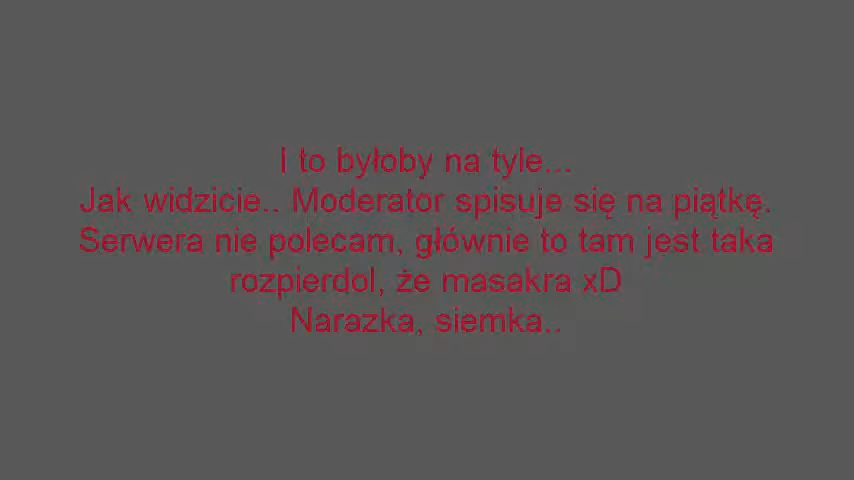 I to byłoby na tyle...
Jak widzicie.. Moderator spisuje się na piątkę.
Serwera nie polecam, głównie to tam jest taka
rozpierdol, że masakra xD
Narazka, siemka..